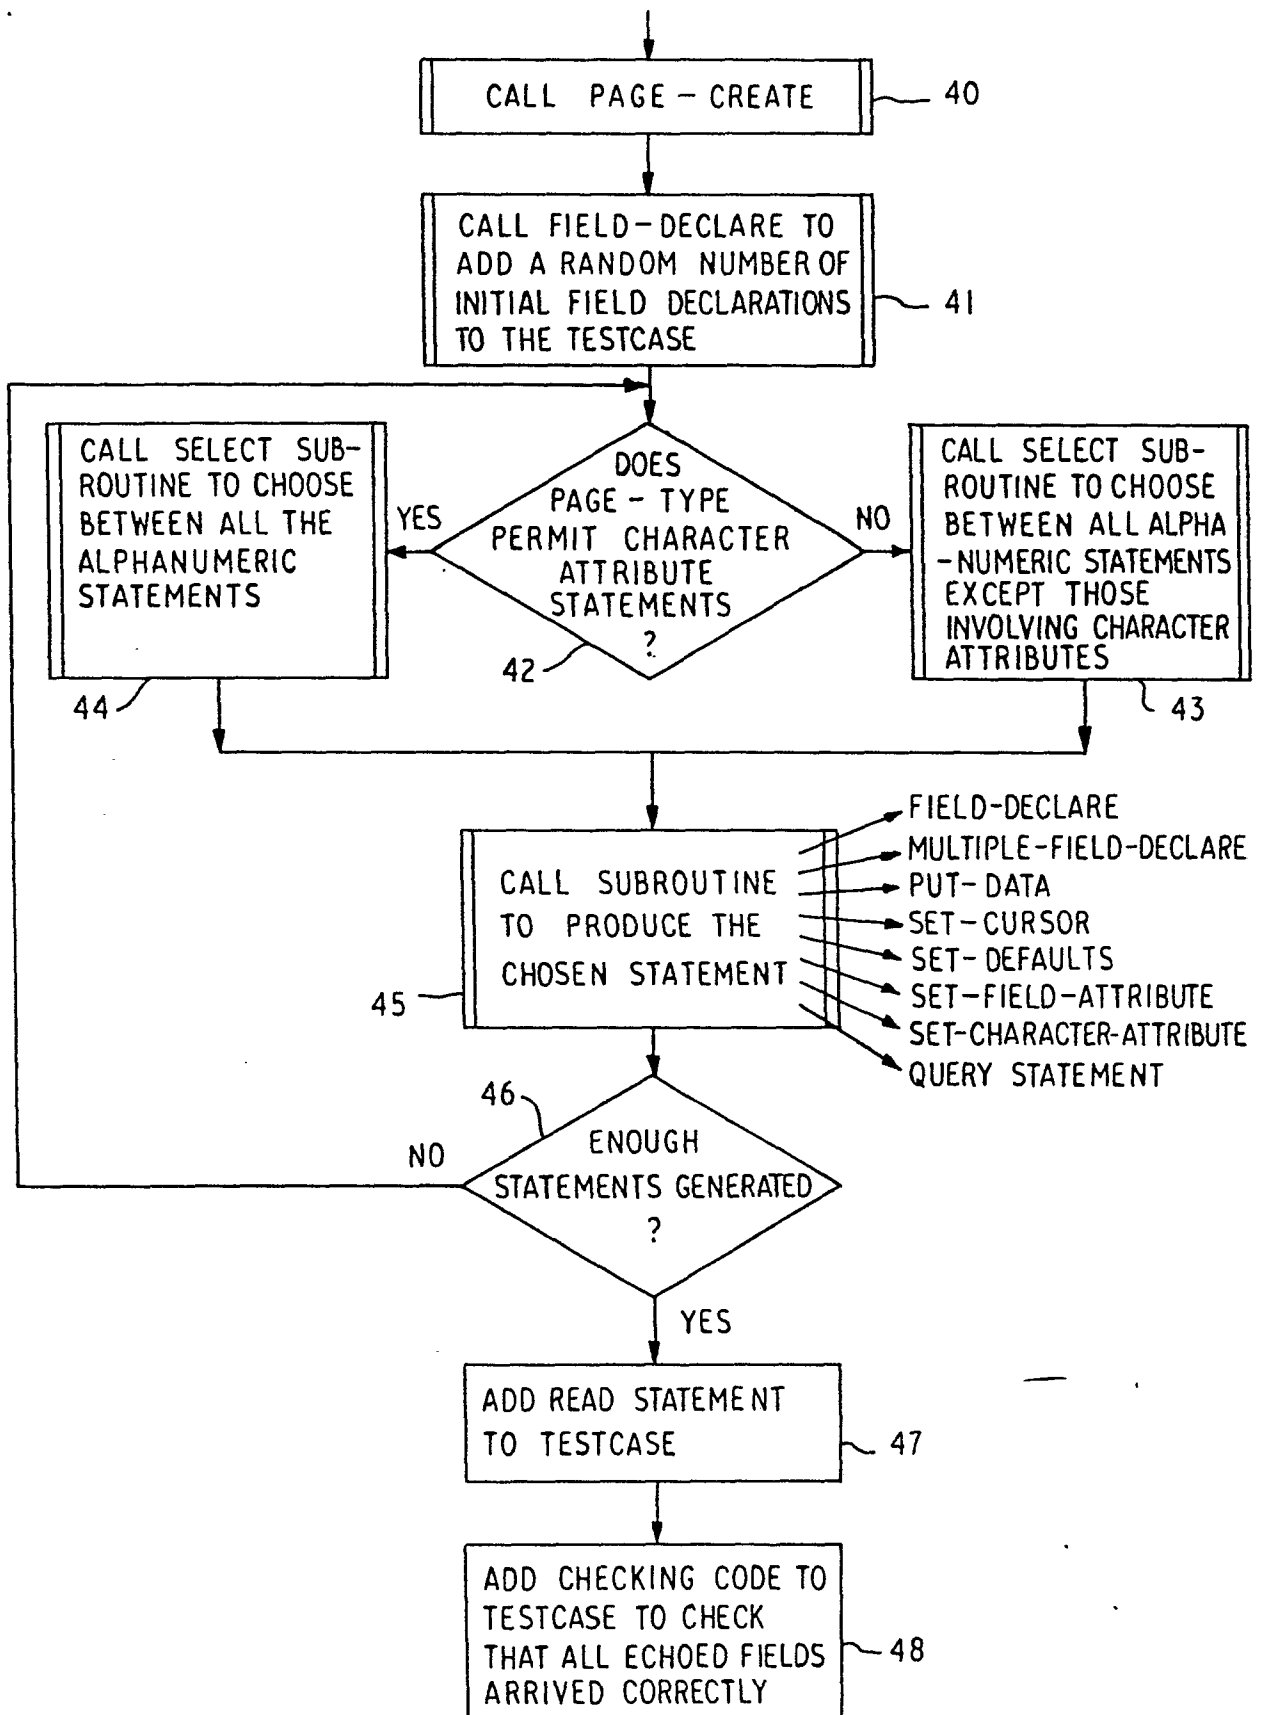 CALL PAGE-CREATE
40
CALL FIELD-DECLARE TO
ADD A RANDOM NUMBER OF
INITIAL FIELD DECLARATIONS
TO THE TESTCASE
41
CALL SELECT SUB-
ROUTINE TO CHOOSE
BETWEEN ALL THE
ALPHANUMERIC
STATEMENTS
44
YES
DOES
PAGE-TYPE
PERMIT CHARACTER
ATTRIBUTE
STATEMENTS
?
42
NO
CALL SELECT SUB-
ROUTINE TO CHOOSE
BETWEEN ALL ALPHA
-NUMERIC STATEMENTS
EXCEPT THOSE
INVOLVING CHARACTER
ATTRIBUTES
43
CALL SUBROUTINE
TO PRODUCE THE
CHOSEN STATEMENT
45
FIELD-DECLARE
MULTIPLE-FIELD-DECLARE
PUT-DATA
SET-CURSOR
SET-DEFAULTS
SET-FIELD-ATTRIBUTE
SET-CHARACTER-ATTRIBUTE
QUERY STATEMENT
46
NO
ENOUGH
STATEMENTS GENERATED
?
YES
ADD READ STATEMENT
TO TESTCASE
47
ADD CHECKING CODE TO
TESTCASE TO CHECK
THAT ALL ECHOED FIELDS
ARRIVED CORRECTLY
48